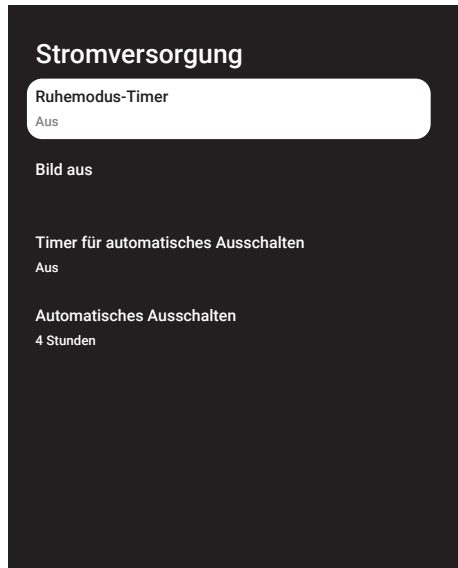 Stromversorgung
Ruhemodus-Timer
Aus
Bild aus
Timer für automatisches Ausschalten
Aus
Automatisches Ausschalten
4 Stunden